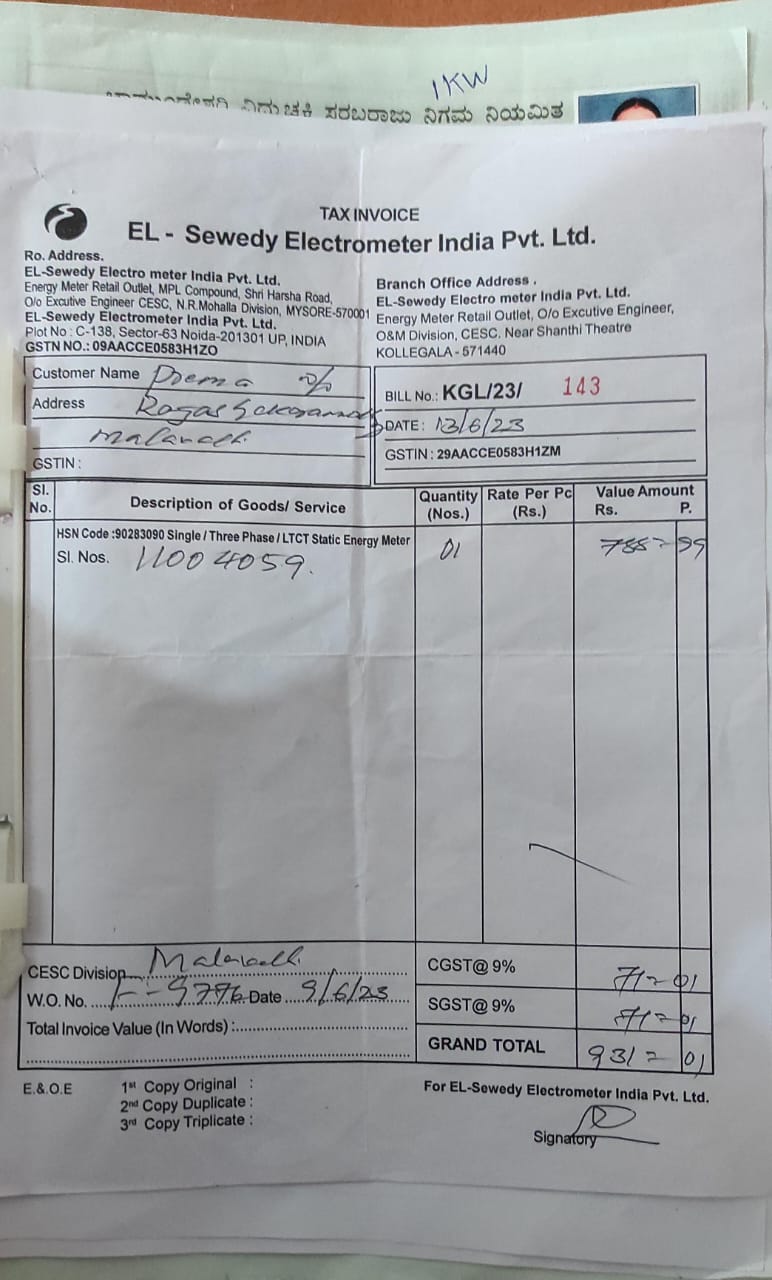 1KW
ನಿಗಮ ನಿಯಮಿತ
TAX INVOICE
EL - Sewedy Electrometer India Pvt. Ltd.
Ro. Address.
EL-Sewedy Electro meter India Pvt. Ltd.
Energy Meter Retail Outlet, MPL Compound, Shri Harsha Road,
O/o Excutive Engineer CESC, N.R.Mohalla Division, MYSORE-570001
EL-Sewedy Electrometer India Pvt. Ltd.
Plot No : C-138, Sector-63 Noida-201301 UP, INDIA
GSTN NO.: 09AACCE0583H1ZO
Branch Office Address .
EL-Sewedy Electro meter India Pvt. Ltd.
Energy Meter Retail Outlet, O/o Excutive Engineer,
O&M Division, CESC. Near Shanthi Theatre
KOLLEGALA - 571440
Customer Name Prema
Address
Malavalli
GSTIN :
BILL No.: KGL/23/ 143
DATE : 13/6/23
GSTIN : 29AACCE0583H1ZM
Sl. No. Description of Goods/ Service Quantity (Nos.) Rate Per Pc (Rs.) Value Amount Rs. P.
HSN Code :90283090 Single / Three Phase / LTCT Static Energy Meter 01 788=99
Sl. Nos. 11004059.
CESC Division Malavalli
W.O. No. 9776 Date 9/6/23
Total Invoice Value (In Words) :
CGST@ 9% 71=01
SGST@ 9% 71=01
GRAND TOTAL 931=01
E.& .O.E
1st Copy Original :
2nd Copy Duplicate :
3rd Copy Triplicate :
For EL-Sewedy Electrometer India Pvt. Ltd.
Signatory